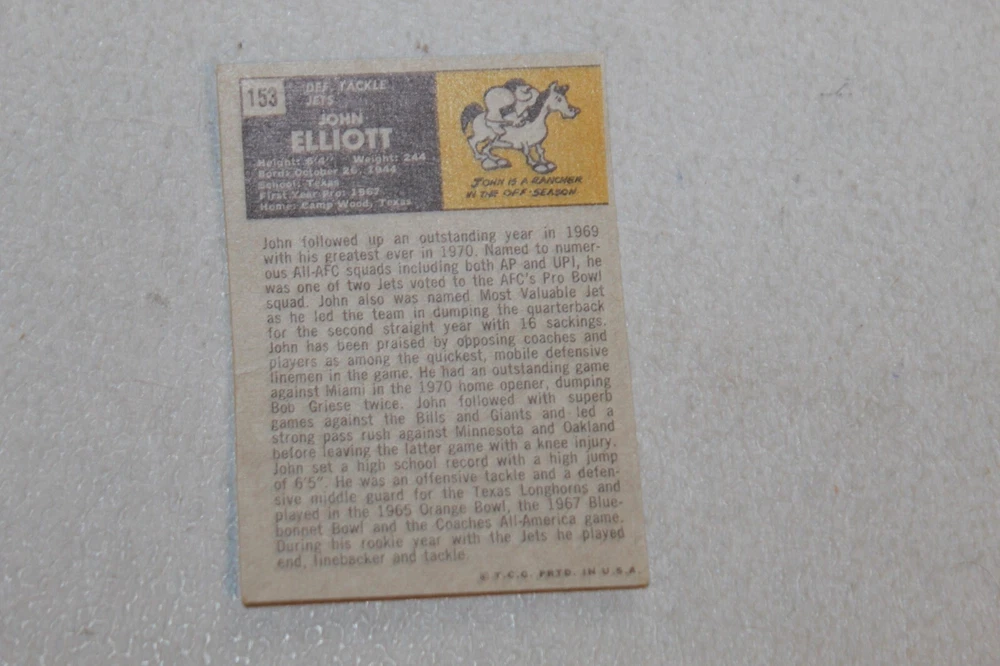 153
DEF. TACKLE
JETS
JOHN
ELLIOTT
Height: 6'4" Weight: 244
Born: October 26, 1944
School: Texas
First Year Pro: 1967
Home: Camp Wood, Texas
JOHN IS A RANCHER
IN THE OFF-SEASON
John followed up an outstanding year in 1969
with his greatest ever in 1970. Named to numer-
ous All-AFC squads including both AP and UPI, he
was one of two Jets voted to the AFC's Pro Bowl
squad. John also was named Most Valuable Jet
as he led the team in dumping the quarterback
for the second straight year with 16 sackings.
John has been praised by opposing coaches and
players as among the quickest, mobile defensive
linemen in the game. He had an outstanding game
against Miami in the 1970 home opener, dumping
Bob Griese twice. John followed with superb
games against the Bills and Giants and led a
strong pass rush against Minnesota and Oakland
before leaving the latter game with a knee injury.
John set a high school record with a high jump
of 6'5". He was an offensive tackle and a defen-
sive middle guard for the Texas Longhorns and
played in the 1965 Orange Bowl, the 1967 Blue-
bonnet Bowl and the Coaches All-America game.
During his rookie year with the Jets he played
end, linebacker and tackle.
© T.C.G. PRTD. IN U.S.A.